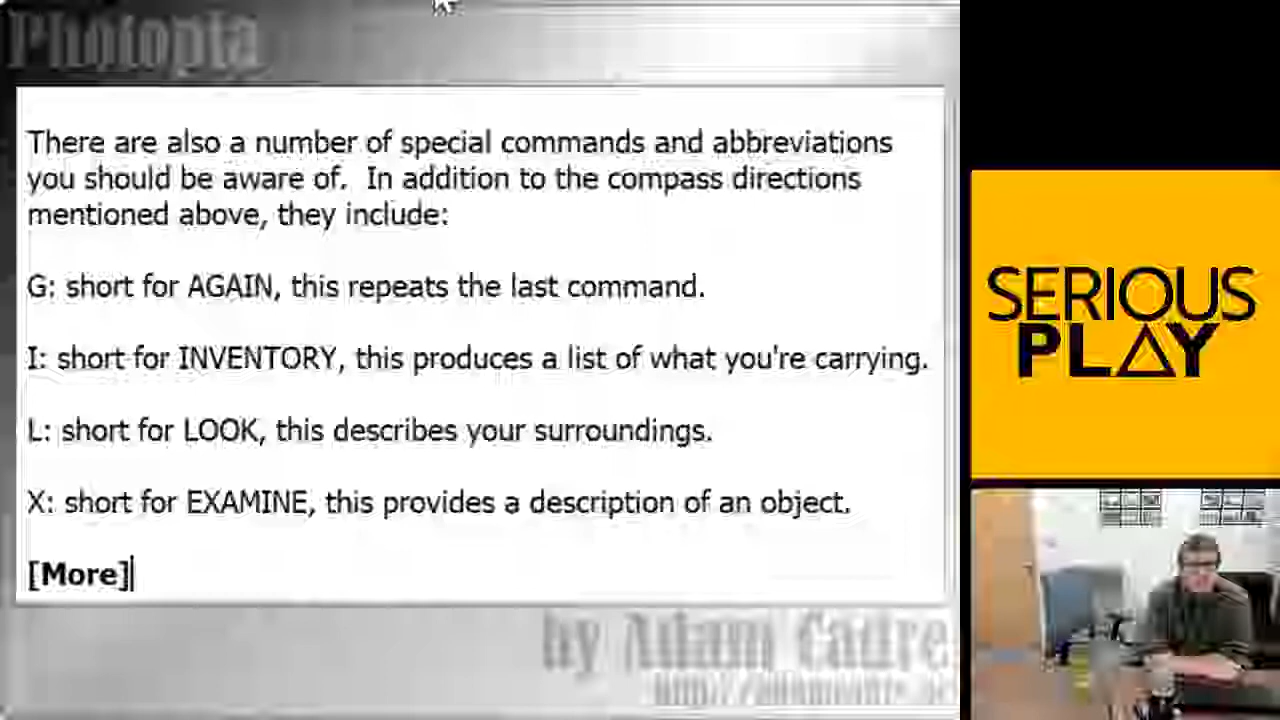 Photopia
There are also a number of special commands and abbreviations
you should be aware of.  In addition to the compass directions
mentioned above, they include:
G: short for AGAIN, this repeats the last command.
I: short for INVENTORY, this produces a list of what you're carrying.
L: short for LOOK, this describes your surroundings.
X: short for EXAMINE, this provides a description of an object.
[More]
by Adam Cadre
SERIOUS
PLAY